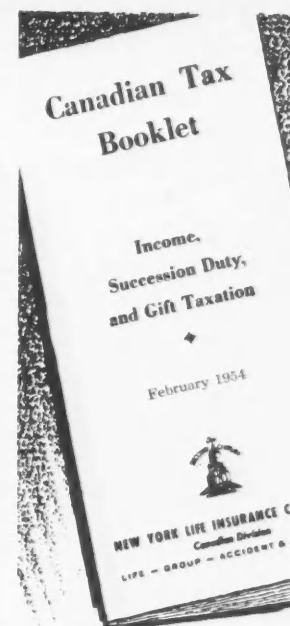 Canadian Tax
Booklet
Income,
Succession Duty,
and Gift Taxation
February 1954
NEW YORK LIFE INSURANCE C
Canadian Division
LIFE — GROUP — ACCIDENT &